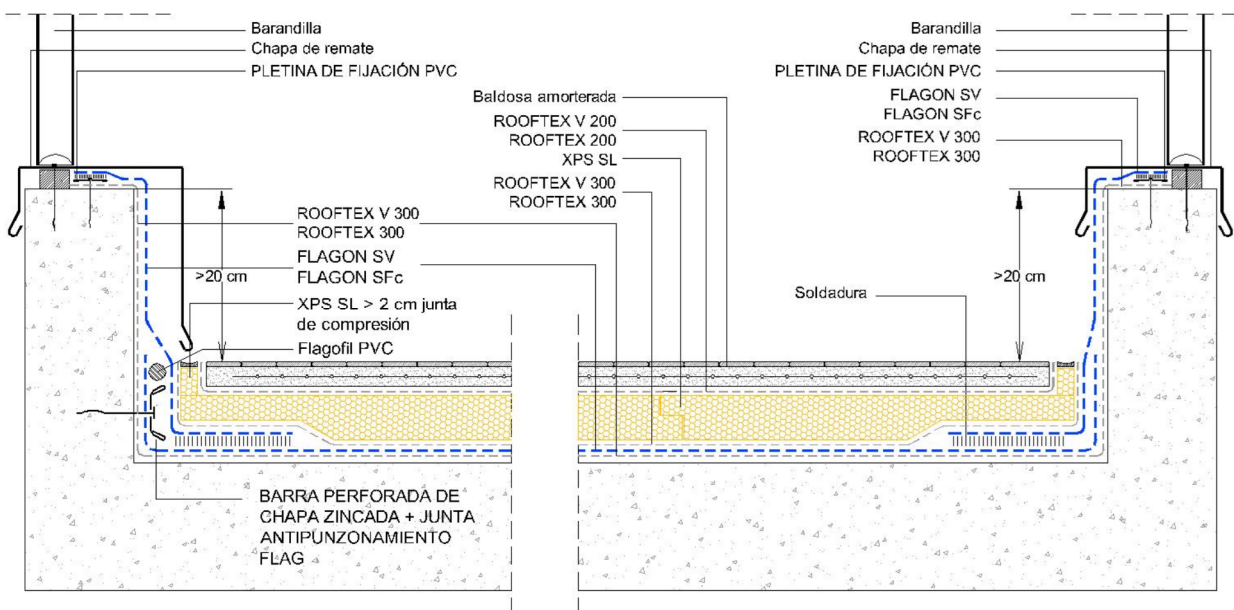 Barandilla
Chapa de remate
PLETINA DE FIJACIÓN PVC
Baldosa amorterada
ROOFTEX V 200
ROOFTEX 200
XPS SL
ROOFTEX V 300
ROOFTEX 300
ROOFTEX V 300
ROOFTEX 300
FLAGON SV
FLAGON SFc
>20 cm
XPS SL > 2 cm junta
de compresión
Flagofil PVC
BARRA PERFORADA DE
CHAPA ZINCADA + JUNTA
ANTIPUNZONAMIENTO
FLAG
Barandilla
Chapa de remate
PLETINA DE FIJACIÓN PVC
FLAGON SV
FLAGON SFc
ROOFTEX V 300
ROOFTEX 300
>20 cm
Soldadura